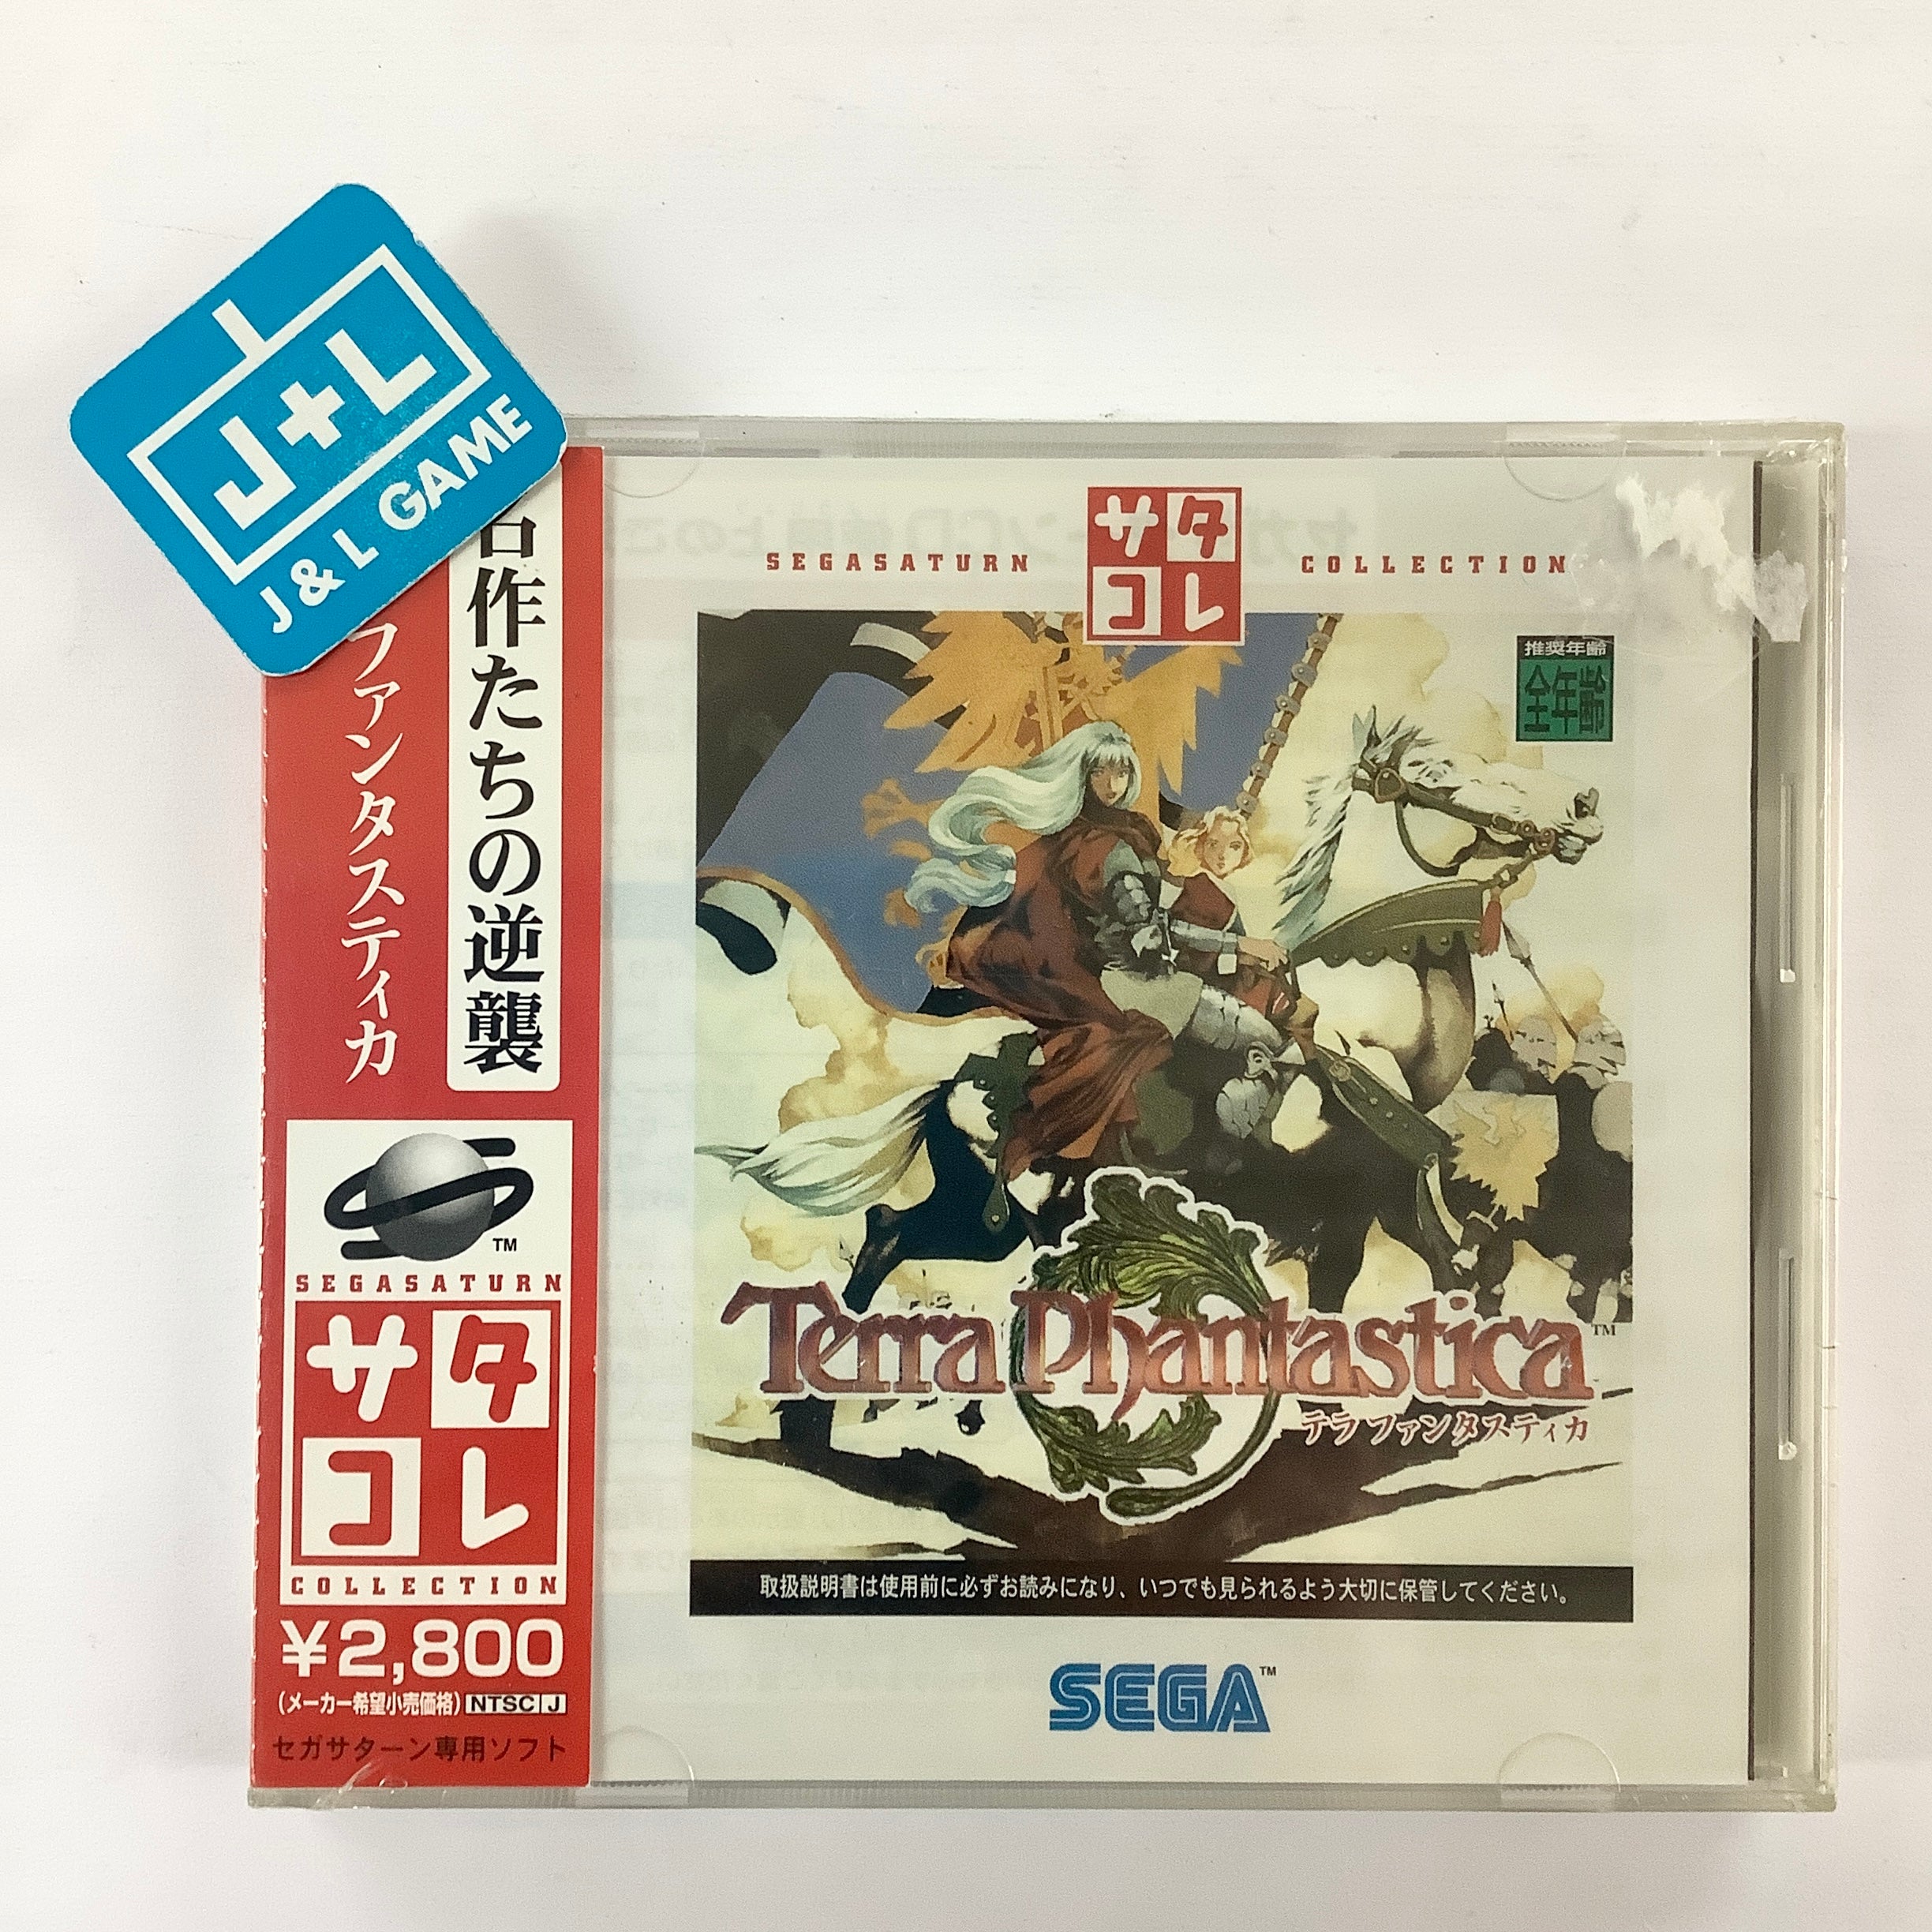 J+L
J & L GAME
作たちの逆襲
ファンタスティカ
TM
SEGASATURN
サタ
コレ
COLLECTION
¥2,800
(メーカー希望小売価格) NTSC J
セガサターン専用ソフト
SEGASATURN
サタ
コレ
COLLECTION
推奨年齢
全年齢
Terra Phantastica™
テラ ファンタスティカ
取扱説明書は使用前に必ずお読みになり、いつでも見られるよう大切に保管してください。
SEGA™